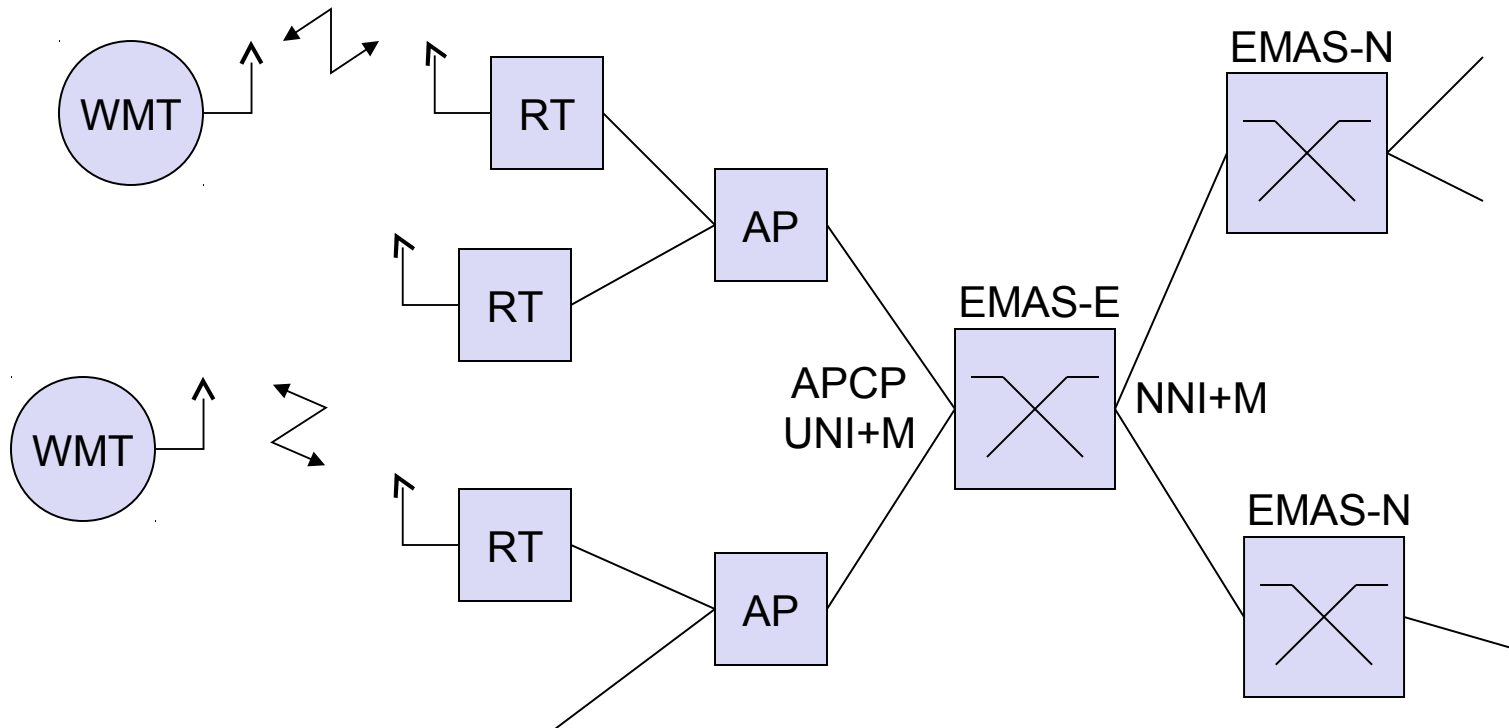 EMAS-N
WMT
RT
AP
RT
EMAS-E
APCP
UNI+M
NNI+M
WMT
EMAS-N
RT
AP